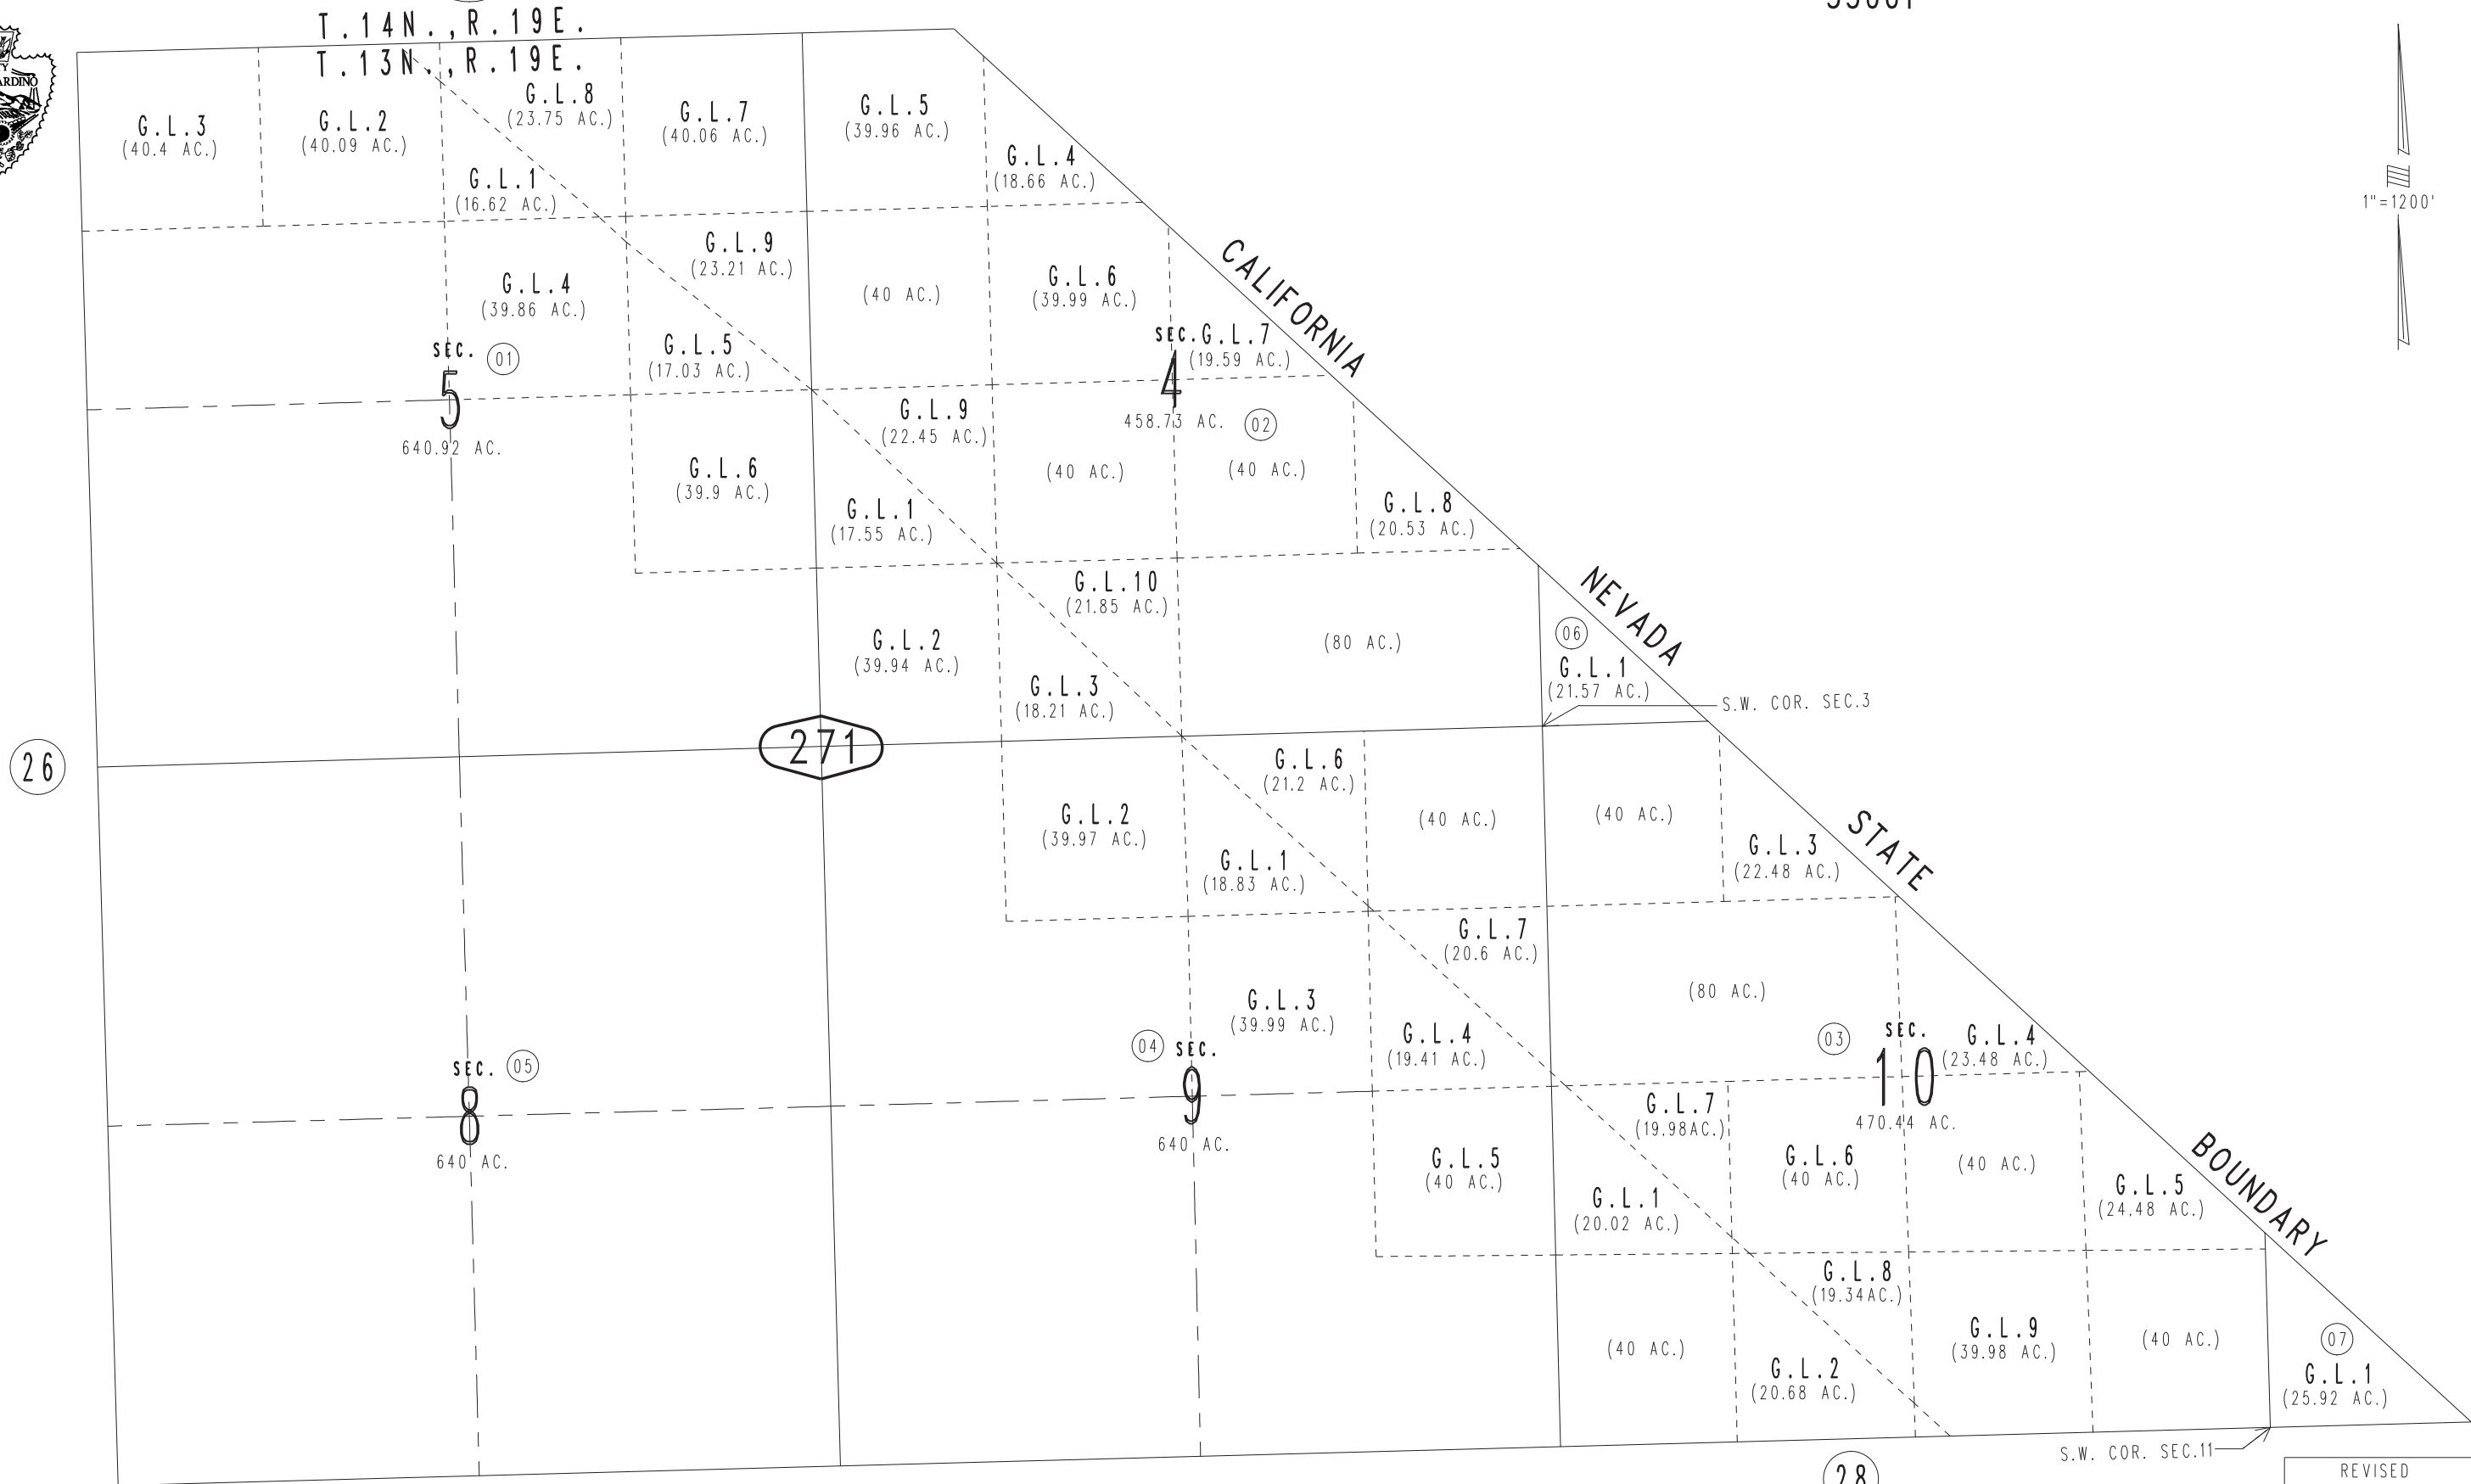 T.14N.,R.19E.
T.13N.,R.19E.
G.L.3
(40.4 AC.)
G.L.2
(40.09 AC.)
G.L.8
(23.75 AC.)
G.L.7
(40.06 AC.)
G.L.5
(39.96 AC.)
G.L.4
(18.66 AC.)
G.L.1
(16.62 AC.)
1"=1200'
G.L.4
(39.86 AC.)
G.L.9
(23.21 AC.)
(40 AC.)
G.L.6
(39.99 AC.)
CALIFORNIA
SEC.
01
5
640.92 AC.
G.L.5
(17.03 AC.)
SEC.
4
458.73 AC.
02
G.L.7
(19.59 AC.)
G.L.9
(22.45 AC.)
G.L.6
(39.9 AC.)
(40 AC.)
(40 AC.)
G.L.1
(17.55 AC.)
G.L.8
(20.53 AC.)
G.L.10
(21.85 AC.)
NEVADA
G.L.2
(39.94 AC.)
(80 AC.)
06
G.L.1
(21.57 AC.)
G.L.3
(18.21 AC.)
S.W. COR. SEC.3
26
271
G.L.6
(21.2 AC.)
G.L.2
(39.97 AC.)
(40 AC.)
(40 AC.)
STATE
G.L.1
(18.83 AC.)
G.L.3
(22.48 AC.)
G.L.7
(20.6 AC.)
(80 AC.)
G.L.3
(39.99 AC.)
G.L.4
(19.41 AC.)
SEC.
05
8
640 AC.
04
SEC.
9
640 AC.
03
SEC.
10
470.44 AC.
G.L.4
(23.48 AC.)
G.L.7
(19.98AC.)
G.L.5
(40 AC.)
G.L.6
(40 AC.)
(40 AC.)
BOUNDARY
G.L.1
(20.02 AC.)
G.L.5
(24.48 AC.)
G.L.8
(19.34AC.)
(40 AC.)
G.L.2
(20.68 AC.)
G.L.9
(39.98 AC.)
(40 AC.)
07
G.L.1
(25.92 AC.)
S.W. COR. SEC.11
28
REVISED